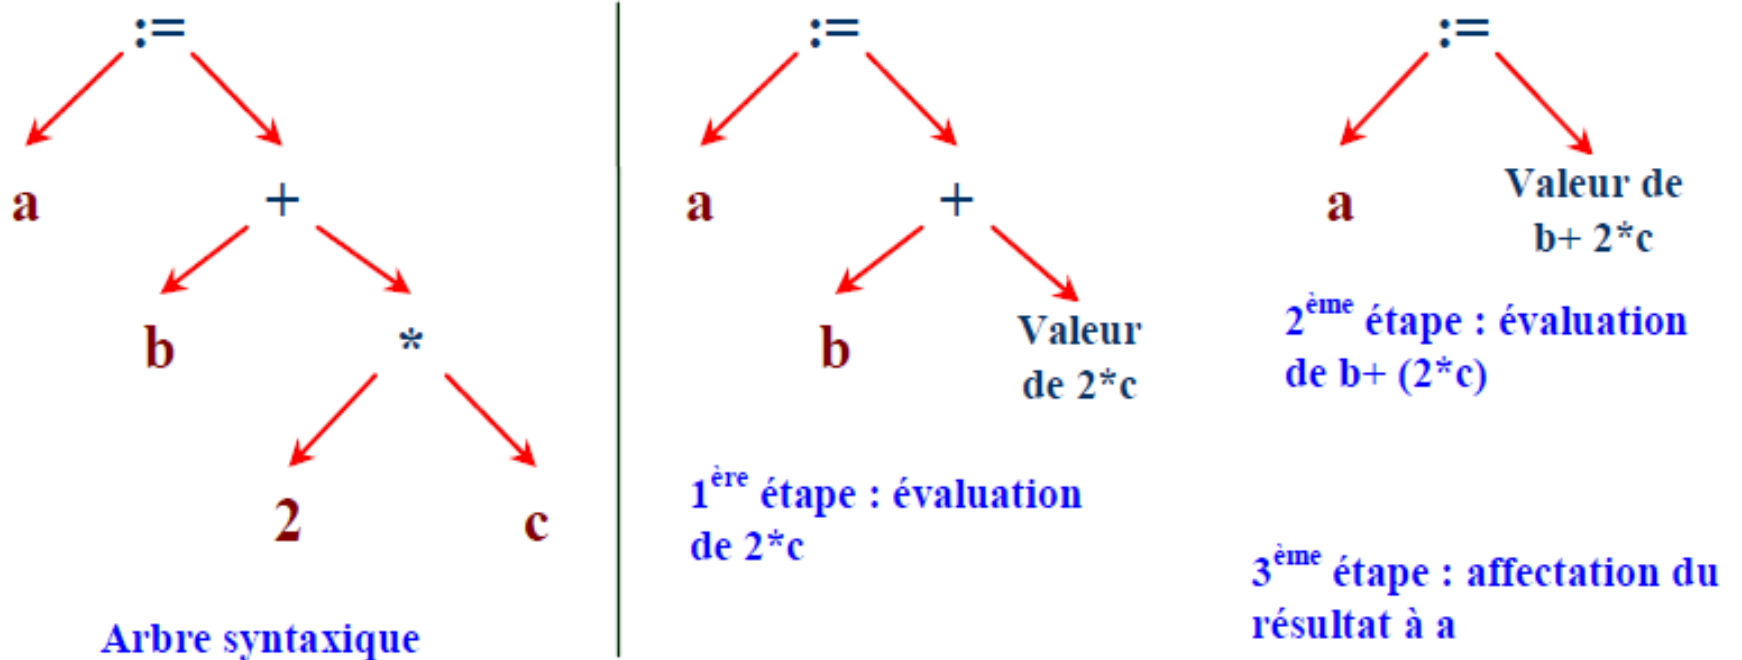 :=
a
+
b
*
2
c
Arbre syntaxique
:=
a
+
b
Valeur
de 2*c
1ère étape : évaluation
de 2*c
:=
a
Valeur de
b+ 2*c
2ème étape : évaluation
de b+ (2*c)
3ème étape : affectation du
résultat à a